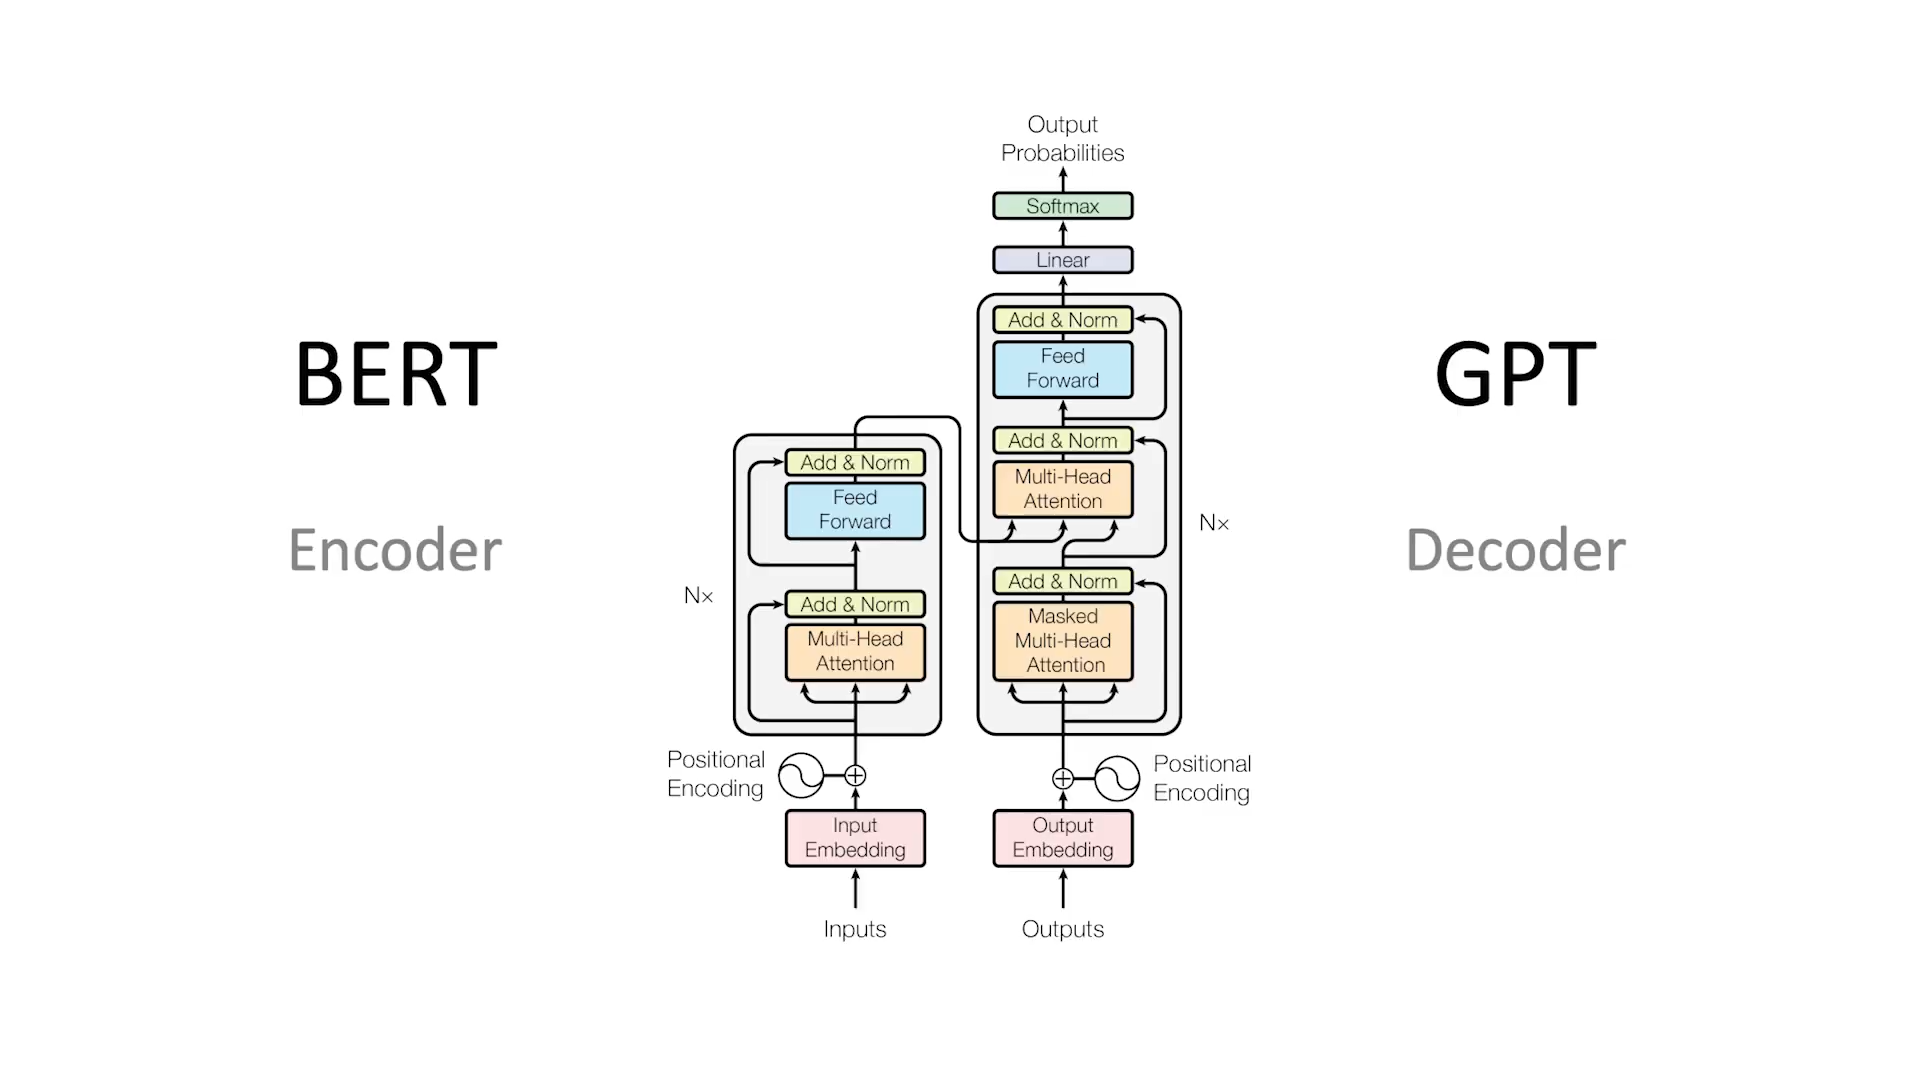 BERT
Encoder
Output
Probabilities
Softmax
Linear
Add & Norm
Feed
Forward
Add & Norm
Multi-Head
Attention
Add & Norm
Masked
Multi-Head
Attention
N×
Positional
Encoding
Output
Embedding
Outputs
Add & Norm
Feed
Forward
Add & Norm
Multi-Head
Attention
N×
Positional
Encoding
Input
Embedding
Inputs
GPT
Decoder